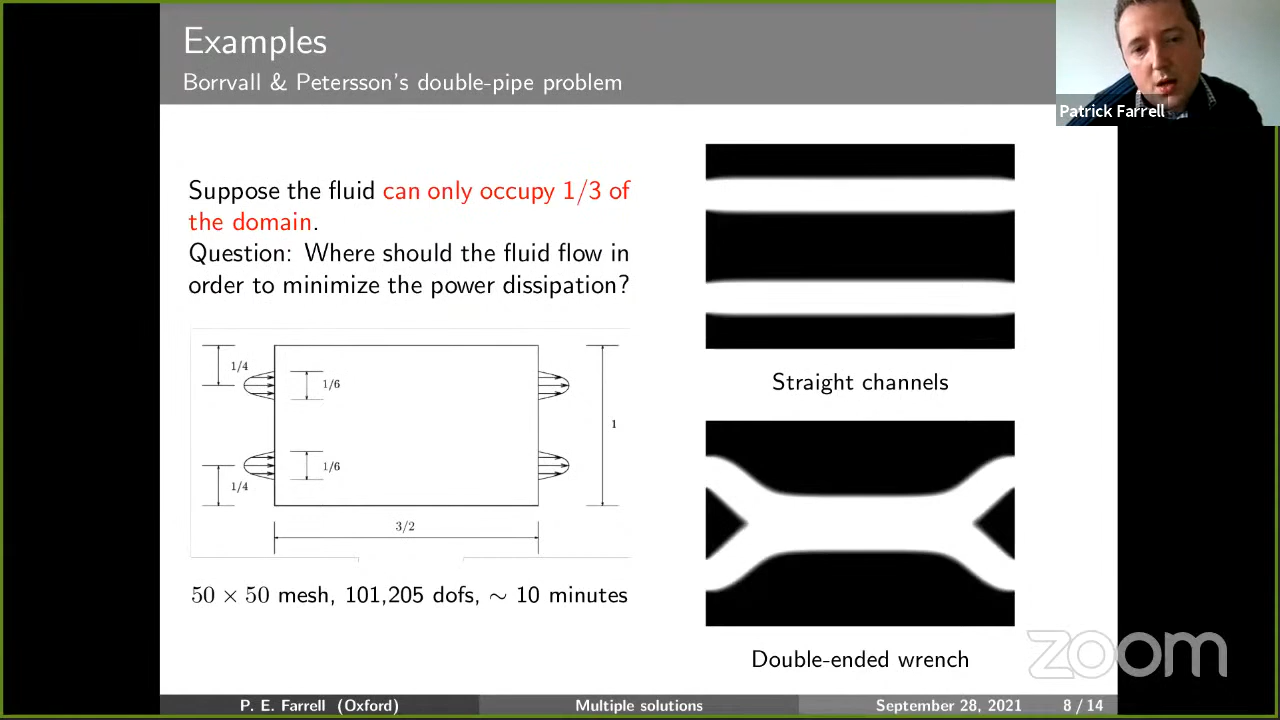 Examples
Borrvall & Petersson's double-pipe problem
Patrick Farrell
Suppose the fluid can only occupy 1/3 of
the domain.
Question: Where should the fluid flow in
order to minimize the power dissipation?
1/4
1/6
1
1/6
1/4
3/2
50 × 50 mesh, 101,205 dofs, ∼ 10 minutes
Straight channels
Double-ended wrench
zoom
P. E. Farrell (Oxford)
Multiple solutions
September 28, 2021
8 / 14